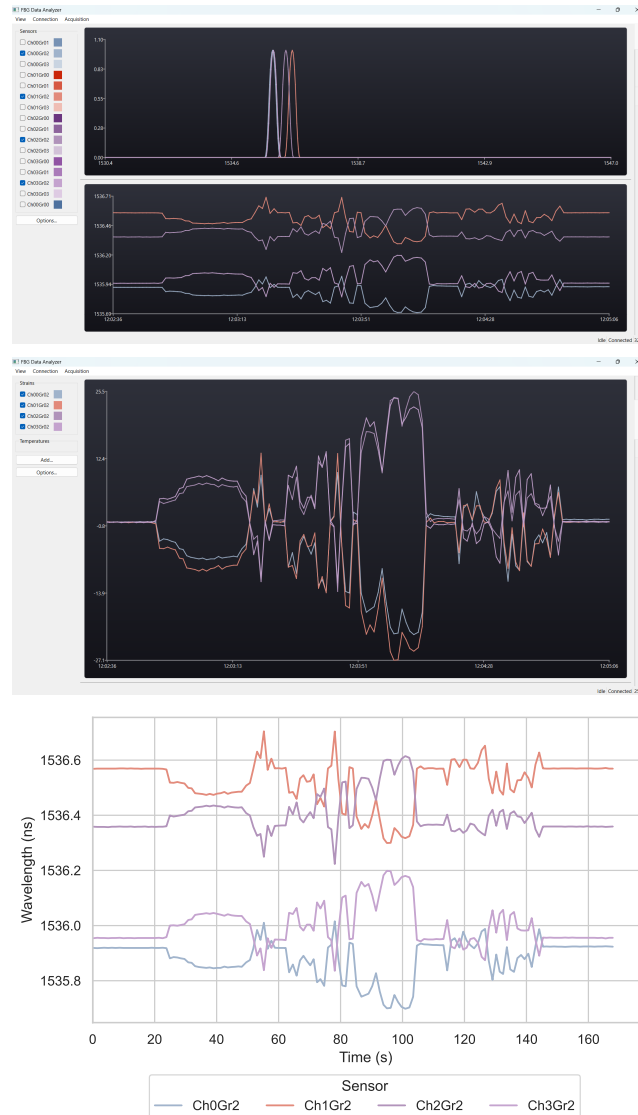 FBG Data Analyzer
View Connection Acquisition
Sensors
Ch00Gr01
Ch00Gr02
Ch00Gr03
Ch01Gr00
Ch01Gr01
Ch01Gr02
Ch01Gr03
Ch02Gr00
Ch02Gr01
Ch02Gr02
Ch02Gr03
Ch03Gr00
Ch03Gr01
Ch03Gr02
Ch03Gr03
Ch00Gr00
Options...
1.10
0.83
0.55
0.28
0.00
1530.4 1534.6 1538.7 1542.9 1547.0
1536.71
1536.46
1536.20
1535.94
1535.69
12:02:36 12:03:13 12:03:51 12:04:28 12:05:06
Idle Connected
FBG Data Analyzer
View Connection Acquisition
Strains
Ch00Gr02
Ch01Gr02
Ch02Gr02
Ch03Gr02
Temperatures
Add...
Options...
25.5
12.4
-0.8
-13.9
-27.1
12:02:36 12:03:13 12:03:51 12:04:28 12:05:06
Idle Connected
Wavelength (ns)
1536.6
1536.4
1536.2
1536.0
1535.8
0 20 40 60 80 100 120 140 160
Time (s)
Sensor
Ch0Gr2 Ch1Gr2 Ch2Gr2 Ch3Gr2